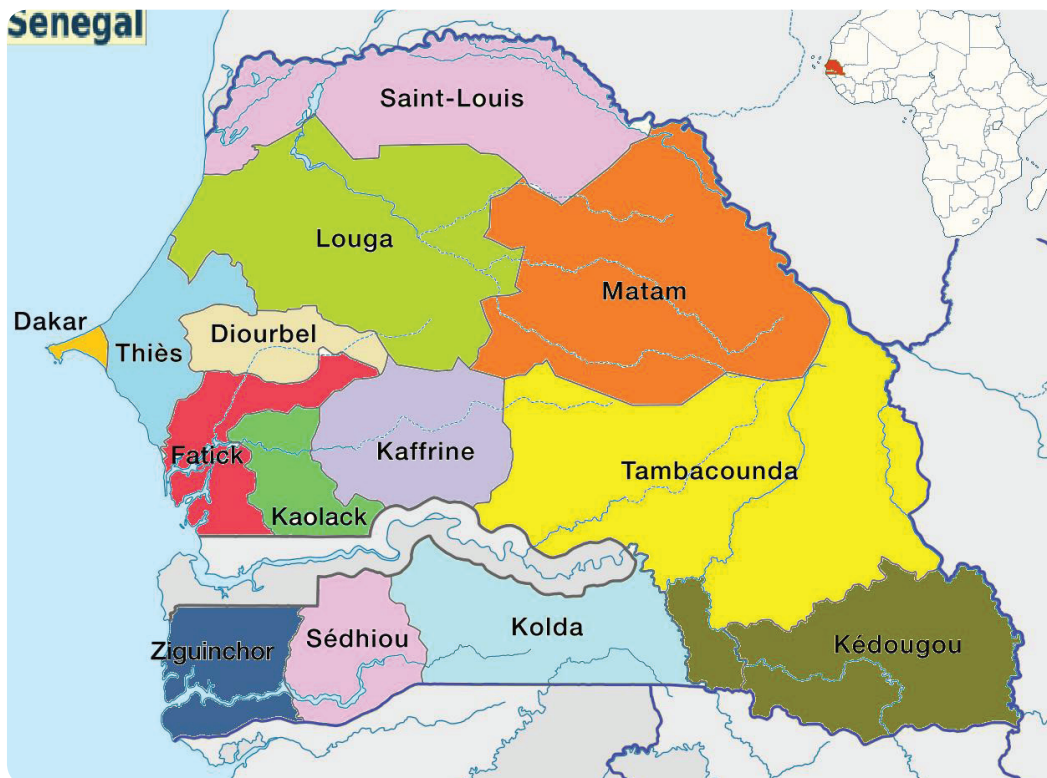 Senegal
Saint-Louis
Louga
Matam
Dakar
Thiès
Diourbel
Fatick
Kaffrine
Kaolack
Tambacounda
Ziguinchor
Sédhiou
Kolda
Kédougou